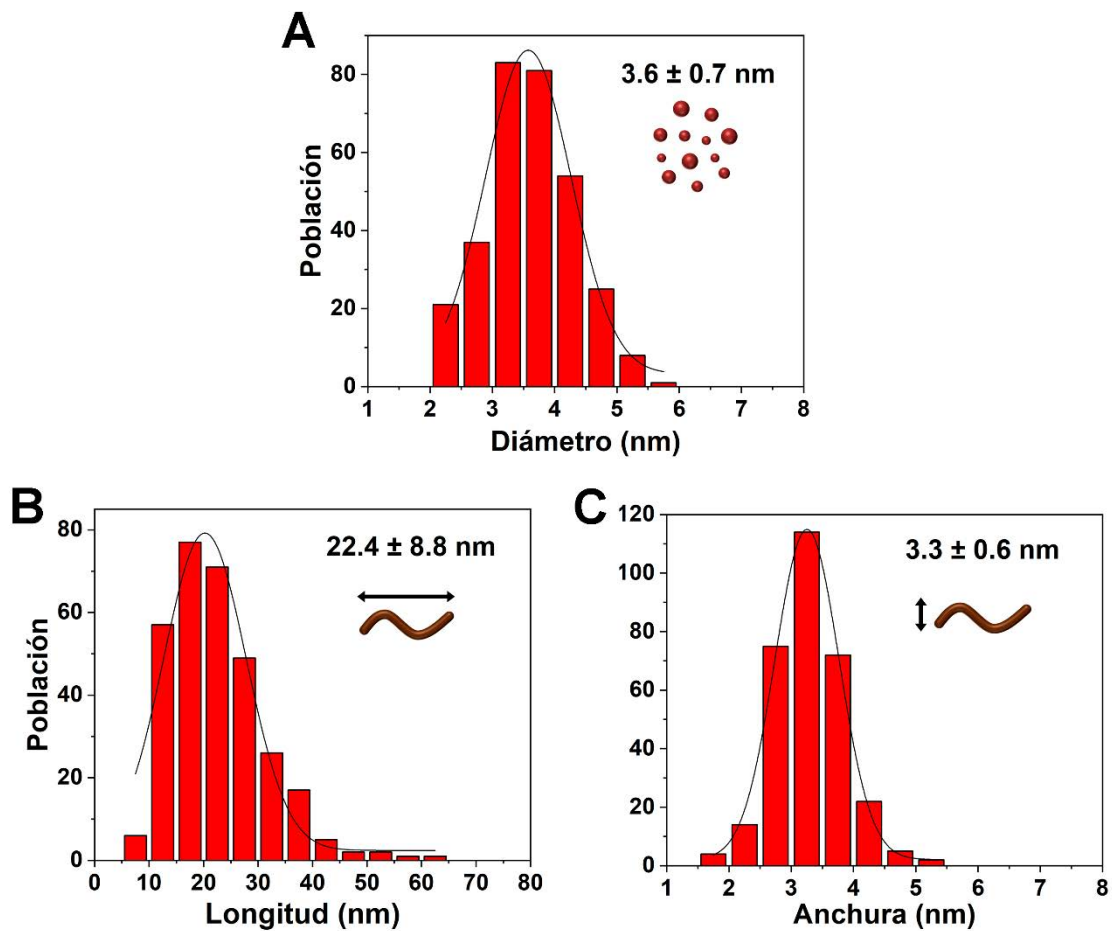 A
3.6 ± 0.7 nm
Población
80
60
40
20
0
1 2 3 4 5 6 7 8
Diámetro (nm)
B
22.4 ± 8.8 nm
Población
80
60
40
20
0
0 10 20 30 40 50 60 70 80
Longitud (nm)
C
3.3 ± 0.6 nm
120
100
80
60
40
20
0
1 2 3 4 5 6 7 8
Anchura (nm)